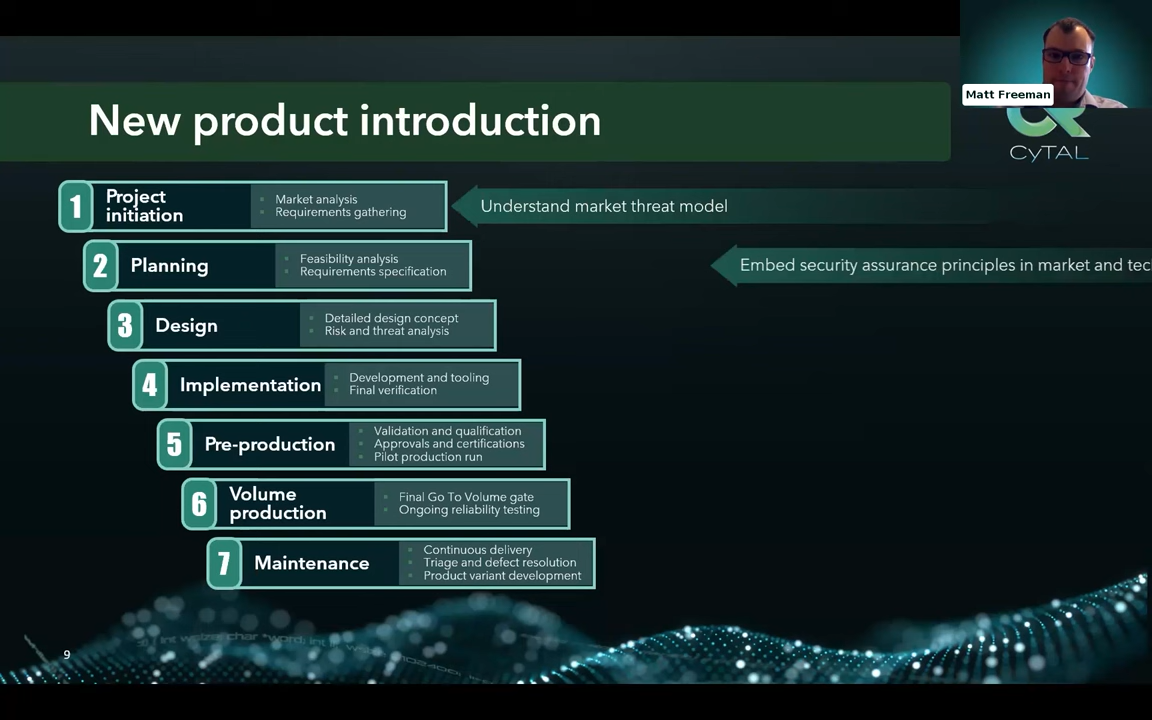 Matt Freeman
CyTAL
New product introduction
1
Project
initiation
Market analysis
Requirements gathering
Understand market threat model
2
Planning
Feasibility analysis
Requirements specification
Embed security assurance principles in market and tec
3
Design
Detailed design concept
Risk and threat analysis
4
Implementation
Development and tooling
Final verification
5
Pre-production
Validation and qualification
Approvals and certifications
Pilot production run
6
Volume
production
Final Go To Volume gate
Ongoing reliability testing
7
Maintenance
Continuous delivery
Triage and defect resolution
Product variant development
9